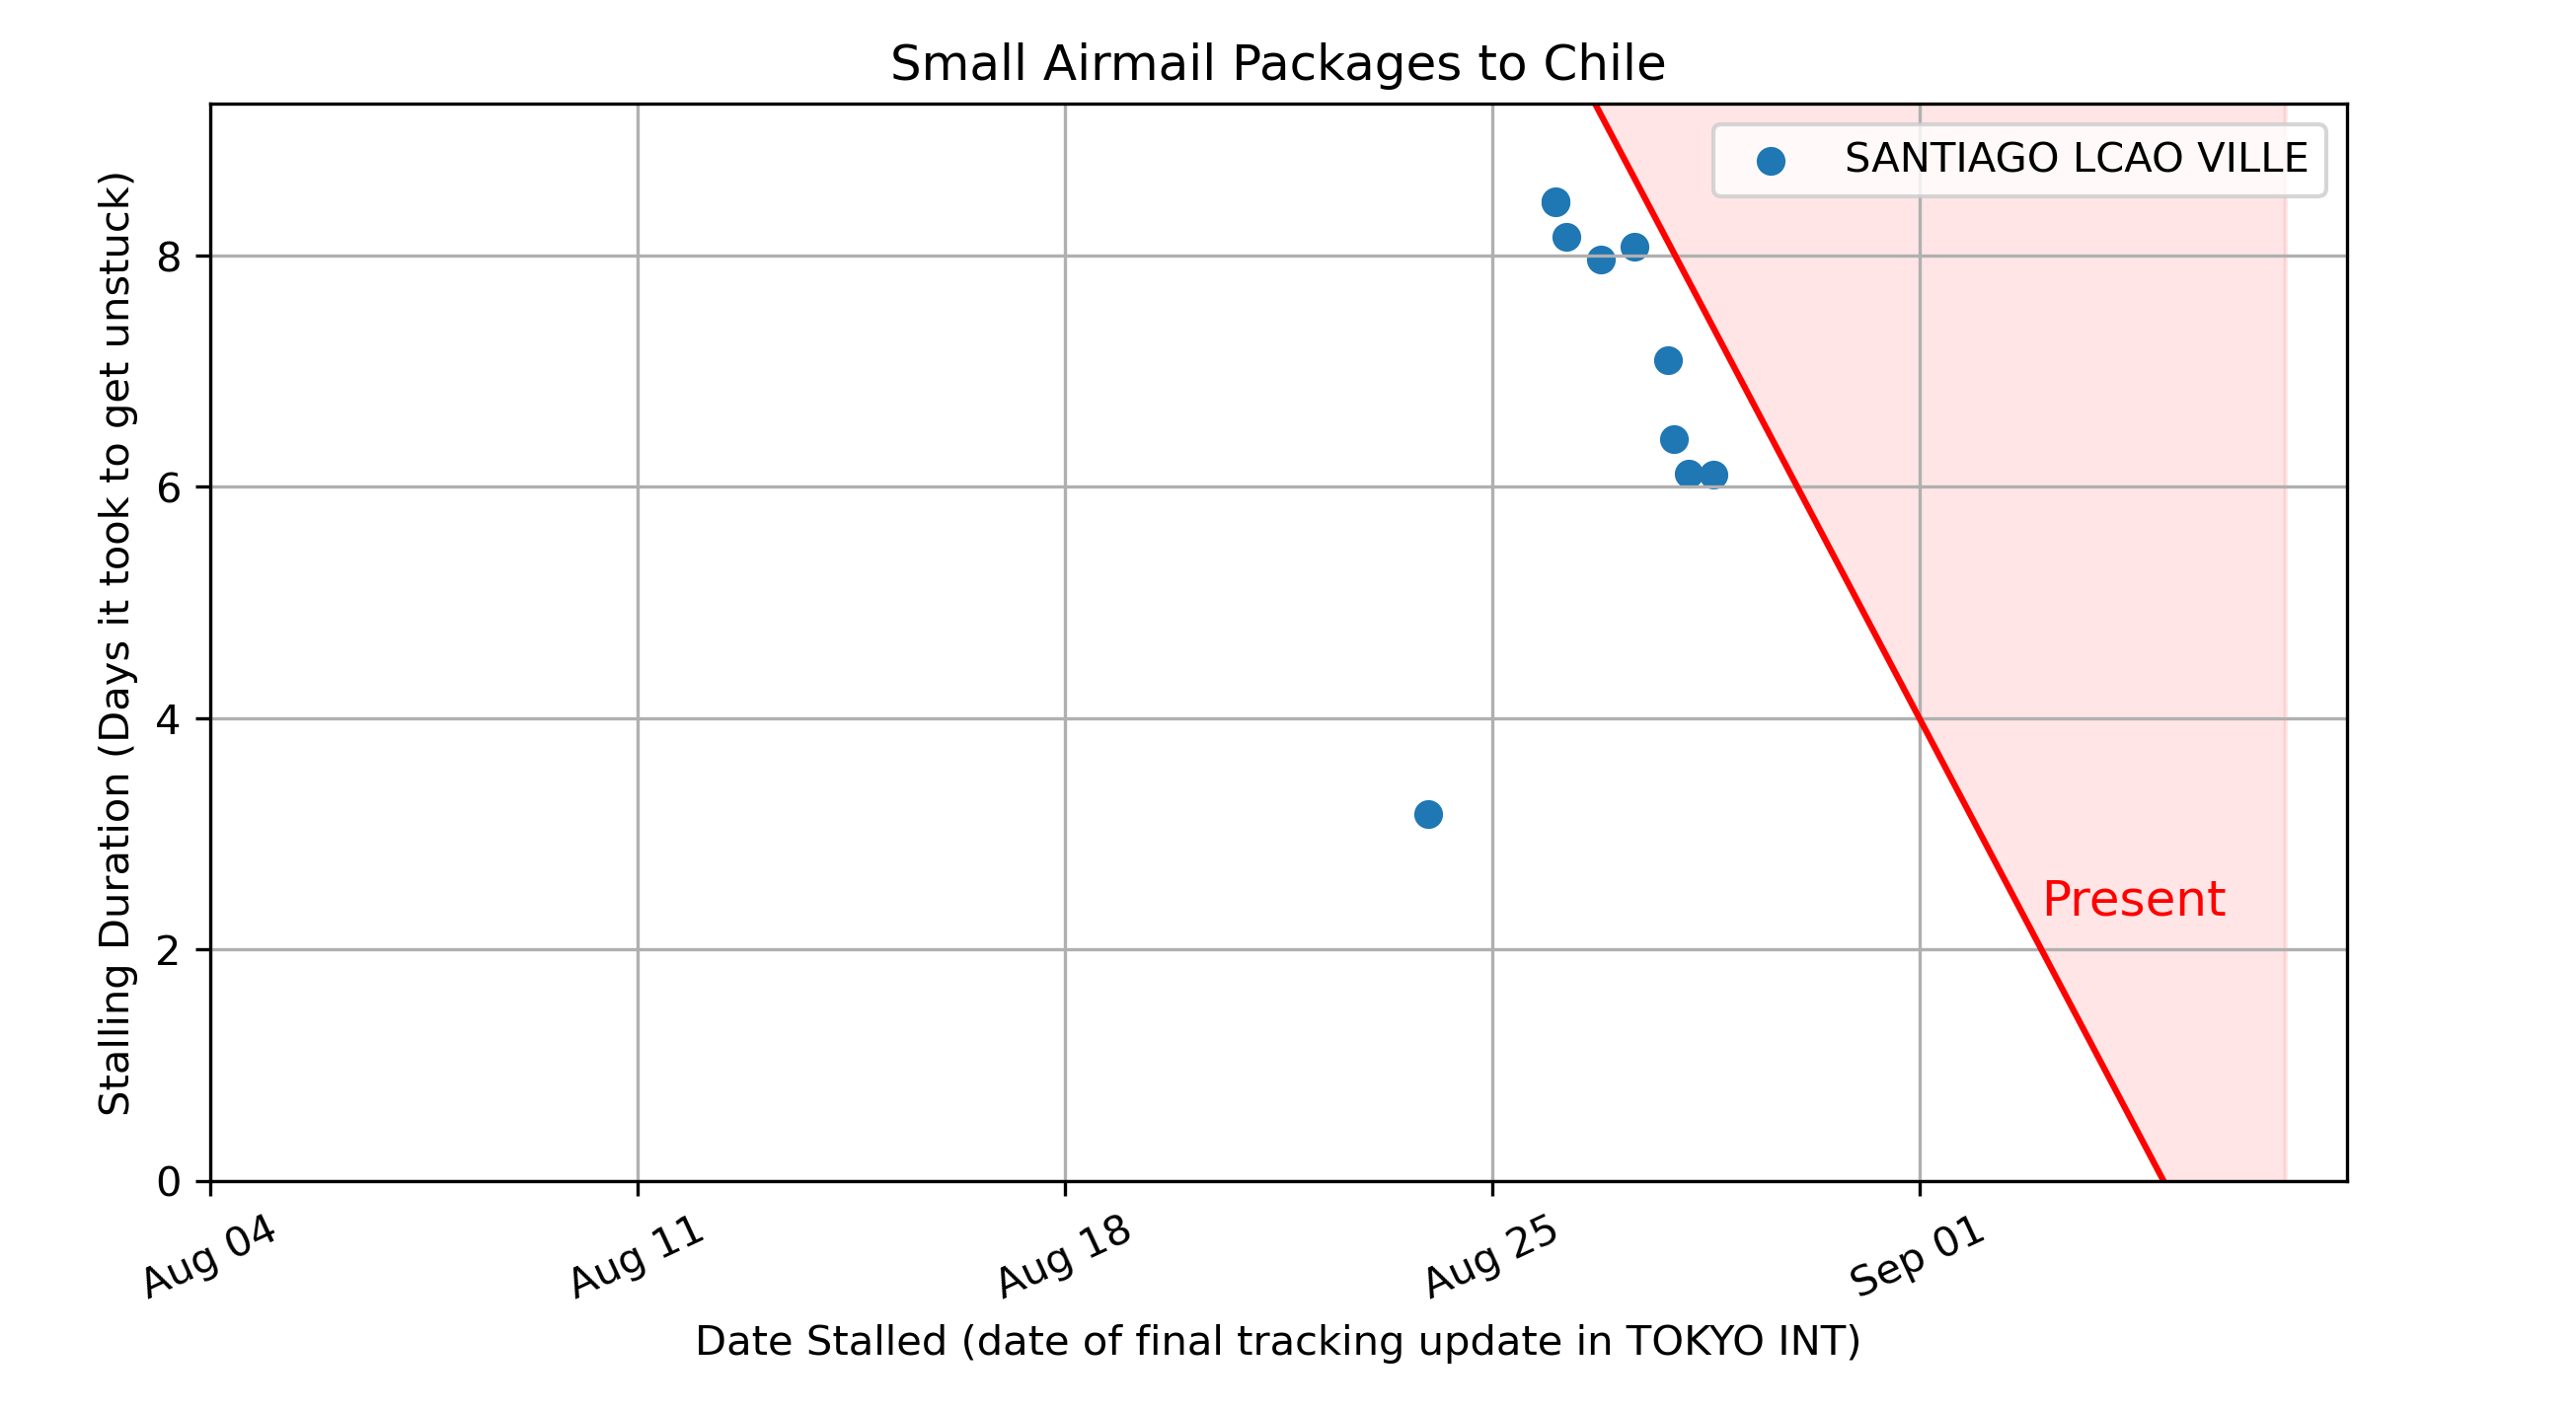 Small Airmail Packages to Chile
SANTIAGO LCAO VILLE
Stalling Duration (Days it took to get unstuck)
8
6
4
2
0
Present
Aug 04
Aug 11
Aug 18
Aug 25
Sep 01
Date Stalled (date of final tracking update in TOKYO INT)